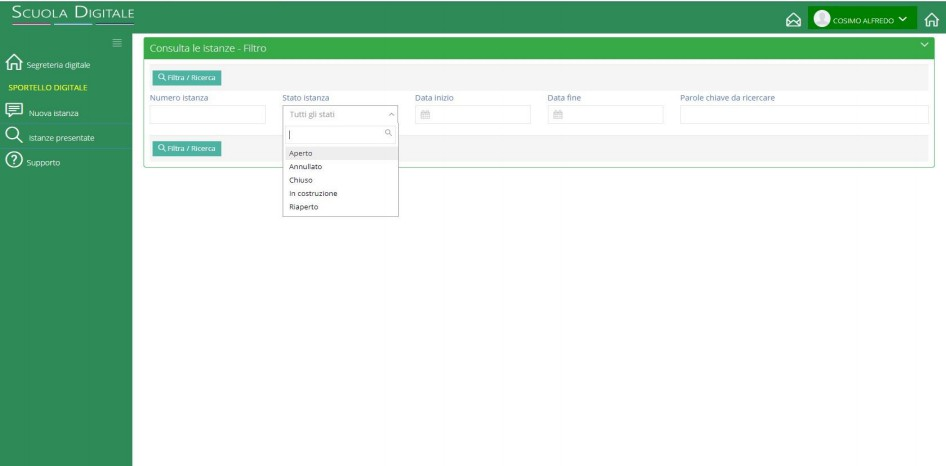 SCUOLA DIGITALE
COSIMO ALFREDO
Segreteria digitale
SPORTELLO DIGITALE
Nuova istanza
Istanze presentate
Supporto
Consulta le Istanze - Filtro
Filtra / Ricerca
Numero istanza
Stato istanza
Data inizio
Data fine
Parole chiave da ricercare
Tutti gli stati
Aperto
Annullato
Chiuso
In costruzione
Riaperto
Filtra / Ricerca